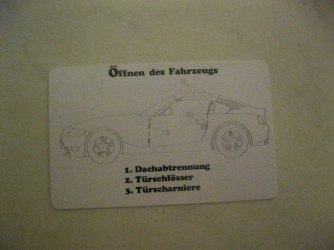 Öffnen des Fahrzeugs
1. Dachabtrennung
2. Türschlösser
3. Türscharniere